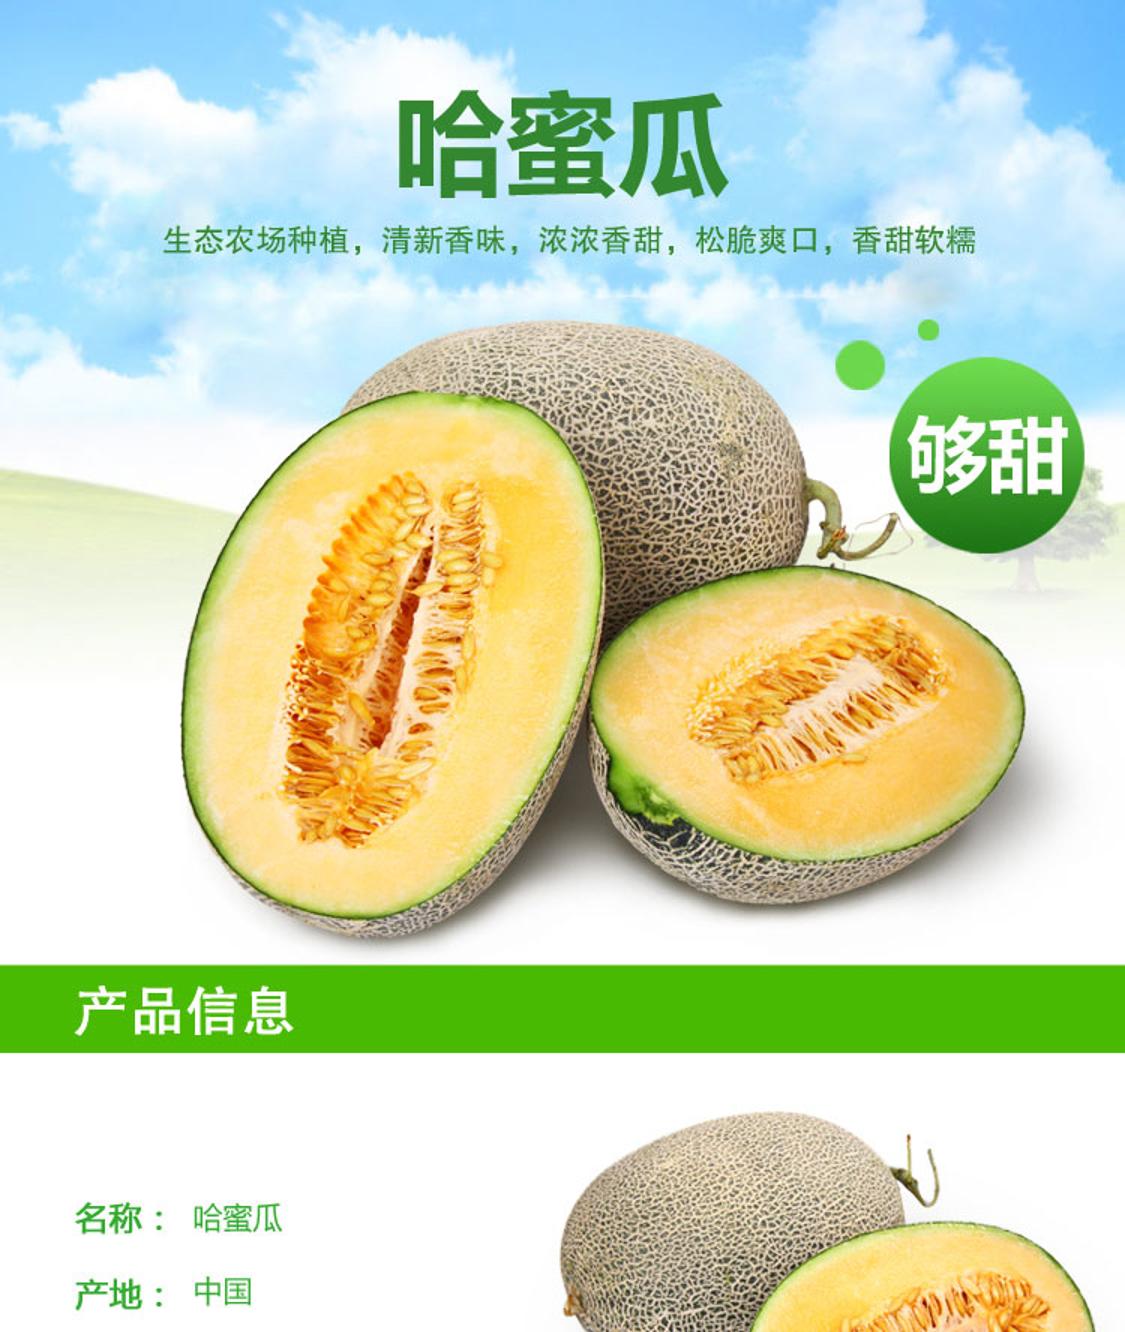 哈蜜瓜
生态农场种植，清新香味，浓浓香甜，松脆爽口，香甜软糯
够甜
产品信息
名称： 哈蜜瓜
产地： 中国